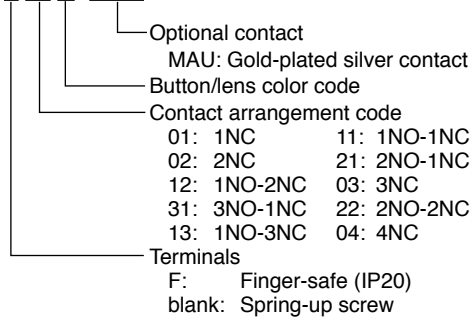 Optional contact
MAU: Gold-plated silver contact
Button/lens color code
Contact arrangement code
01: 1NC 11: 1NO-1NC
02: 2NC 21: 2NO-1NC
12: 1NO-2NC 03: 3NC
31: 3NO-1NC 22: 2NO-2NC
13: 1NO-3NC 04: 4NC
Terminals
F: Finger-safe (IP20)
blank: Spring-up screw